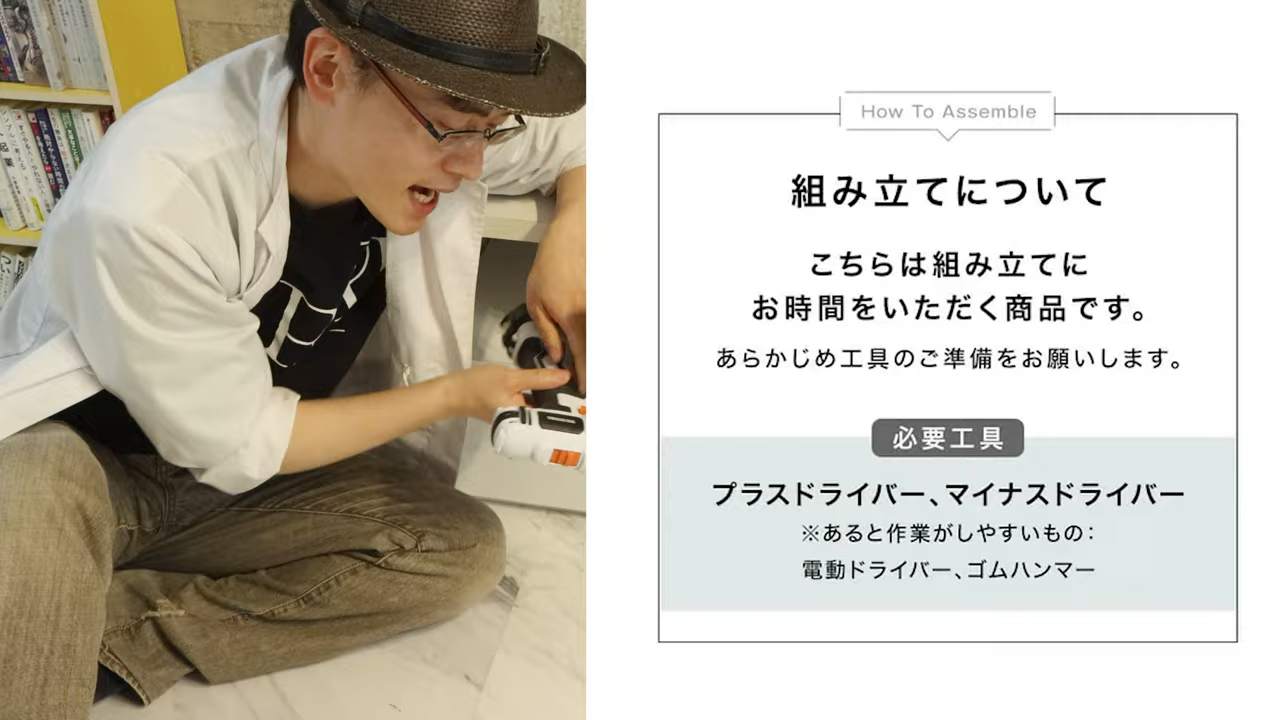 How To Assemble
組み立てについて
こちらは組み立てに
お時間をいただく商品です。
あらかじめ工具のご準備をお願いします。
必要工具
プラスドライバー、マイナスドライバー
※あると作業がしやすいもの：
電動ドライバー、ゴムハンマー